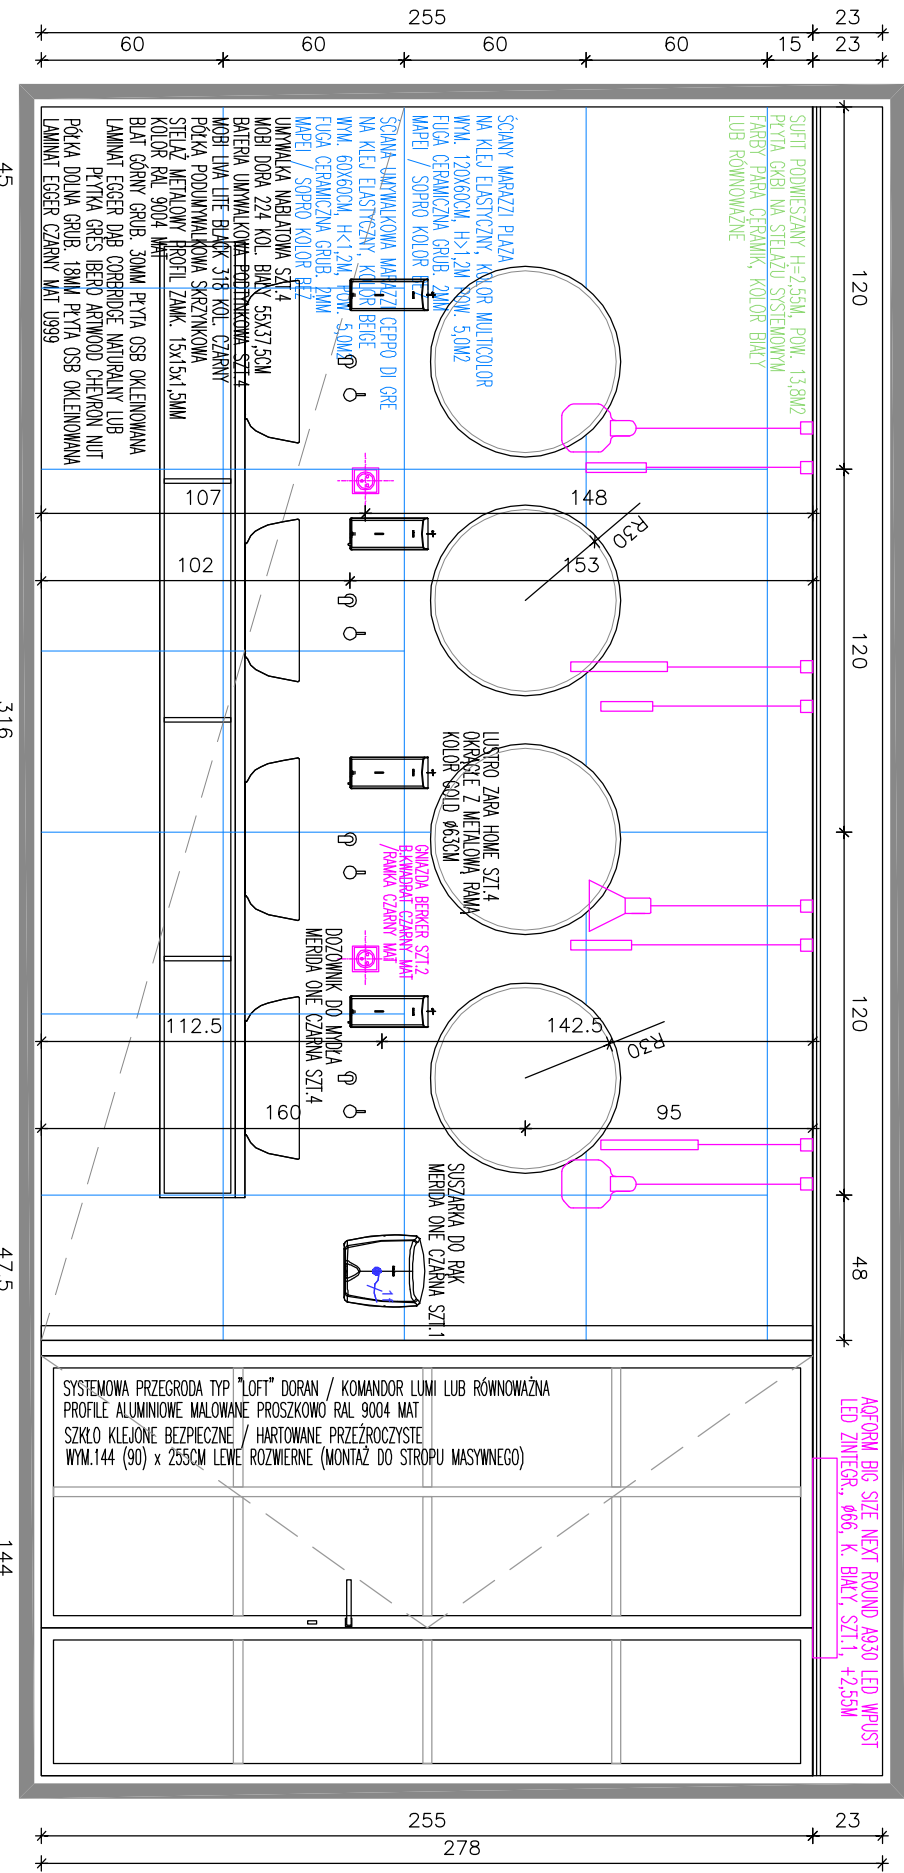 255
23
60
60
60
60
15
23
SUFIT PODWIESZANY H=2,55M, POW. 13,8M2
PŁYTA GKBI NA STELAŻU SYSTEMOWYM
FARBY PARA CERAMIK, KOLOR BIAŁY
LUB RÓWNOWAŻNE
ŚCIANY MARAZZI PLAZA
NA KLEJ ELASTYCZNY, KOLOR MULTICOLOR
WYM. 120X60CM, H>1,2M POW. 5,0M2
FUGA CERAMICZNA GRUB. 2MM
MAPEI / SOPRO KOLOR BEŻ
ŚCIANA UMYWALKOWA MARAZZI CEPPO DI GRE
NA KLEJ ELASTYCZNY, KOLOR BEIGE
WYM. 60X60CM, H<1,2M, POW. 5,0M2
FUGA CERAMICZNA GRUB. 2MM
MAPEI / SOPRO KOLOR BEŻ
UMYWALKA NABLATOWA SZT.4
MOBI DORA 224 KOL. BIAŁY 55X37,5CM
BATERIA UMYWALKOWA PODTYNKOWA SZT.4
MOBI LIVA LITE BLACK 318 KOL. CZARNY
PÓŁKA PODUMYWALKOWA SKRZYNKOWA
STELAŻ METALOWY PROFIL ZAMK. 15x15x1,5MM
KOLOR RAL 9004 MAT
BLAT GÓRNY GRUB. 30MM PŁYTA OSB OKLEINOWANA
LAMINAT EGGER DĄB CORBRIDGE NATURALNY LUB
PŁYTKA GRES IBERO ARTWOOD CHEVRON NUT
PÓŁKA DOLNA GRUB. 18MM PŁYTA OSB OKLEINOWANA
LAMINAT EGGER CZARNY MAT U999
120
120
120
48
45
316
47.5
144
107
148
102
153
R30
112.5
142.5
R30
160
95
LUSTRO ZARA HOME SZT.4
OKRĄGŁE Z METALOWĄ RAMĄ
KOLOR GOLD ø63CM
GNIAZDA BERKER SZT.2
B.KWADRAT CZARNY MAT
/RAMKA CZARNY MAT
DOZOWNIK DO MYDŁA
MERIDA ONE CZARNA SZT.4
SUSZARKA DO RĄK
MERIDA ONE CZARNA SZT.1
SYSTEMOWA PRZEGRODA TYP "LOFT" DORAN / KOMANDOR LUMI LUB RÓWNOWAŻNA
PROFILE ALUMINIOWE MALOWANE PROSZKOWO RAL 9004 MAT
SZKŁO KLEJONE BEZPIECZNE / HARTOWANE PRZEŹROCZYSTE
WYM.144 (90) x 255CM LEWE ROZWIERNE (MONTAŻ DO STROPU MASYWNEGO)
AQFORM BIG SIZE NEXT ROUND A930 LED WPUST
LED ZINTEGR., ø66, K. BIAŁY, SZT.1, +2,55M
255
23
278